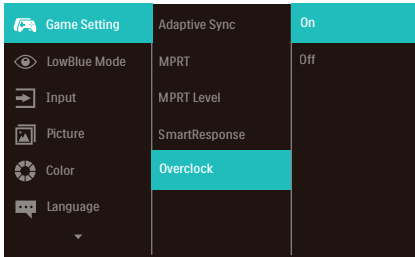 Game Setting
LowBlue Mode
Input
Picture
Color
Language
Adaptive Sync
MPRT
MPRT Level
SmartResponse
Overclock
On
Off